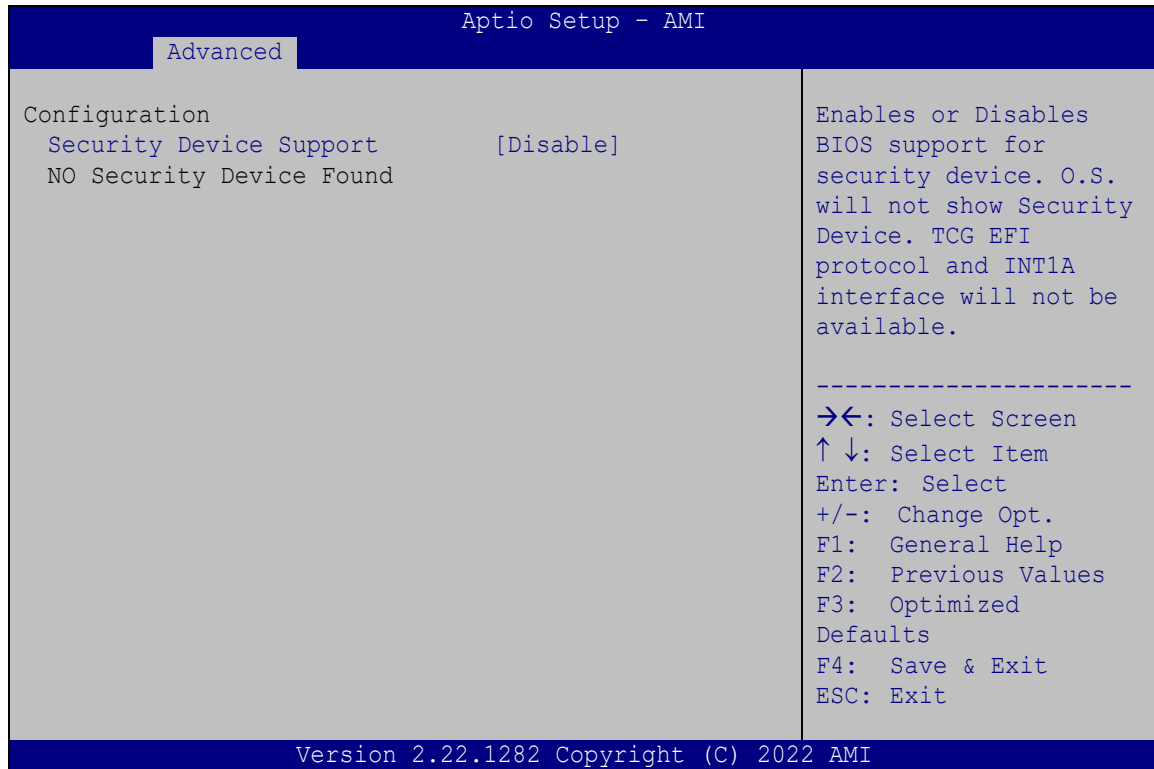 Aptio Setup – AMI
Advanced
Configuration
Security Device Support [Disable]
NO Security Device Found
Enables or Disables
BIOS support for
security device. O.S.
will not show Security
Device. TCG EFI
protocol and INT1A
interface will not be
available.
----------------------
→←: Select Screen
↑ ↓: Select Item
Enter: Select
+/-: Change Opt.
F1: General Help
F2: Previous Values
F3: Optimized
Defaults
F4: Save & Exit
ESC: Exit
Version 2.22.1282 Copyright (C) 2022 AMI